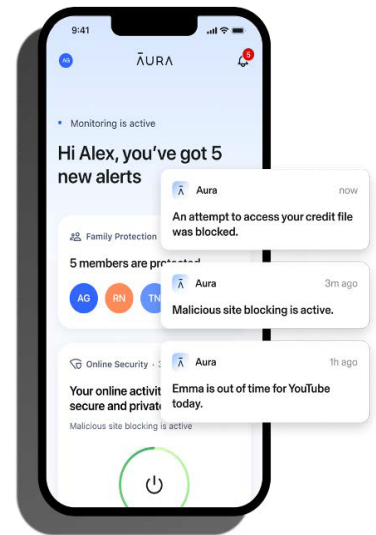 9:41
AG
ĀURA
5
Monitoring is active
Hi Alex, you've got 5
new alerts
Ā Aura now
An attempt to access your credit file
was blocked.
Family Protection
5 members are protected
AG RN TN
Ā Aura 3m ago
Malicious site blocking is active.
Ā Aura 1h ago
Emma is out of time for YouTube
today.
Online Security ·
Your online activit
secure and private
Malicious site blocking is active